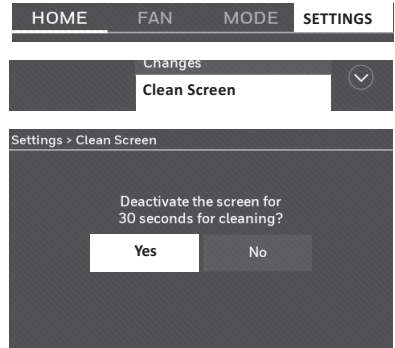 HOME FAN MODE SETTINGS
Changes
Clean Screen
Settings > Clean Screen
Deactivate the screen for
30 seconds for cleaning?
Yes No